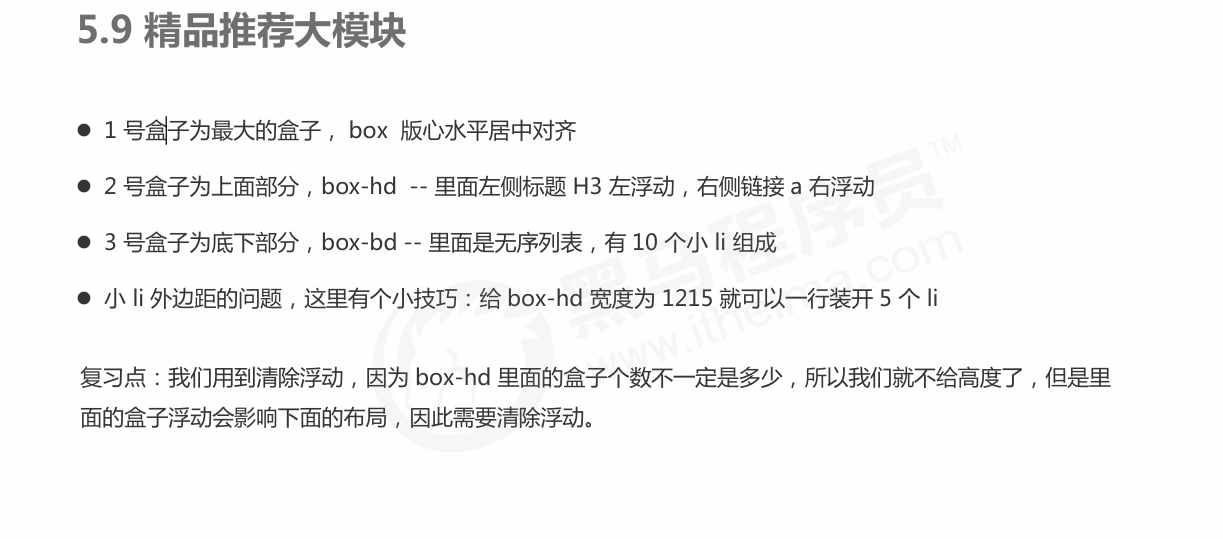 5.9 精品推荐大模块
● 1 号盒子为最大的盒子， box 版心水平居中对齐
● 2 号盒子为上面部分，box-hd -- 里面左侧标题 H3 左浮动，右侧链接 a 右浮动
● 3 号盒子为底下部分，box-bd -- 里面是无序列表，有 10 个小 li 组成
● 小 li 外边距的问题，这里有个小技巧：给 box-hd 宽度为 1215 就可以一行装开 5 个 li
复习点：我们用到清除浮动，因为 box-hd 里面的盒子个数不一定是多少，所以我们就不给高度了，但是里
面的盒子浮动会影响下面的布局，因此需要清除浮动。
黑马程序员™
www.itheima.com